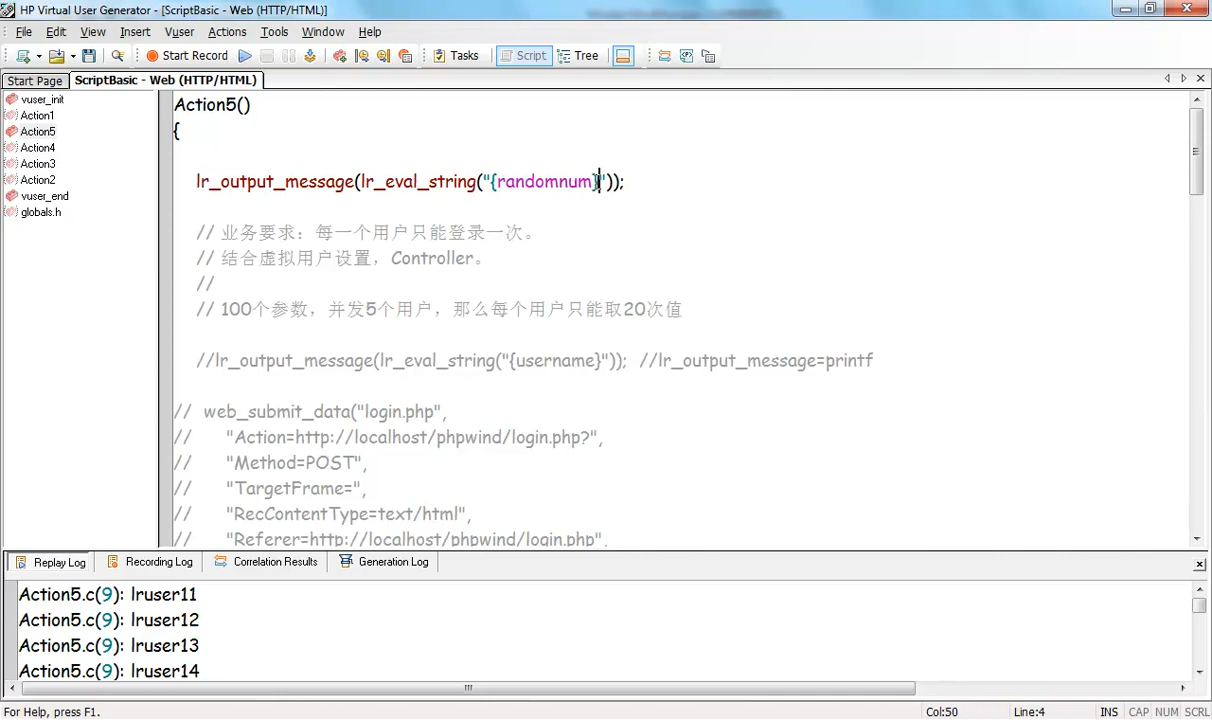 HP Virtual User Generator - [ScriptBasic - Web (HTTP/HTML)]
File Edit View Insert Vuser Actions Tools Window Help
Start Record Tasks Script Tree
Start Page ScriptBasic - Web (HTTP/HTML)
vuser_init
Action1
Action5
Action4
Action3
Action2
vuser_end
globals.h
Action5()
{
lr_output_message(lr_eval_string("{randomnum}"));
// 业务要求：每一个用户只能登录一次。
// 结合虚拟用户设置，Controller。
//
// 100个参数，并发5个用户，那么每个用户只能取20次值
//lr_output_message(lr_eval_string("{username}")); //lr_output_message=printf
// web_submit_data("login.php",
// "Action=http://localhost/phpwind/login.php?",
// "Method=POST",
// "TargetFrame=",
// "RecContentType=text/html",
// "Referer=http://localhost/phpwind/login.php",
Replay Log Recording Log Correlation Results Generation Log
Action5.c(9): lruser11
Action5.c(9): lruser12
Action5.c(9): lruser13
Action5.c(9): lruser14
For Help, press F1. Col:50 Line:4 INS CAP NUM SCRL